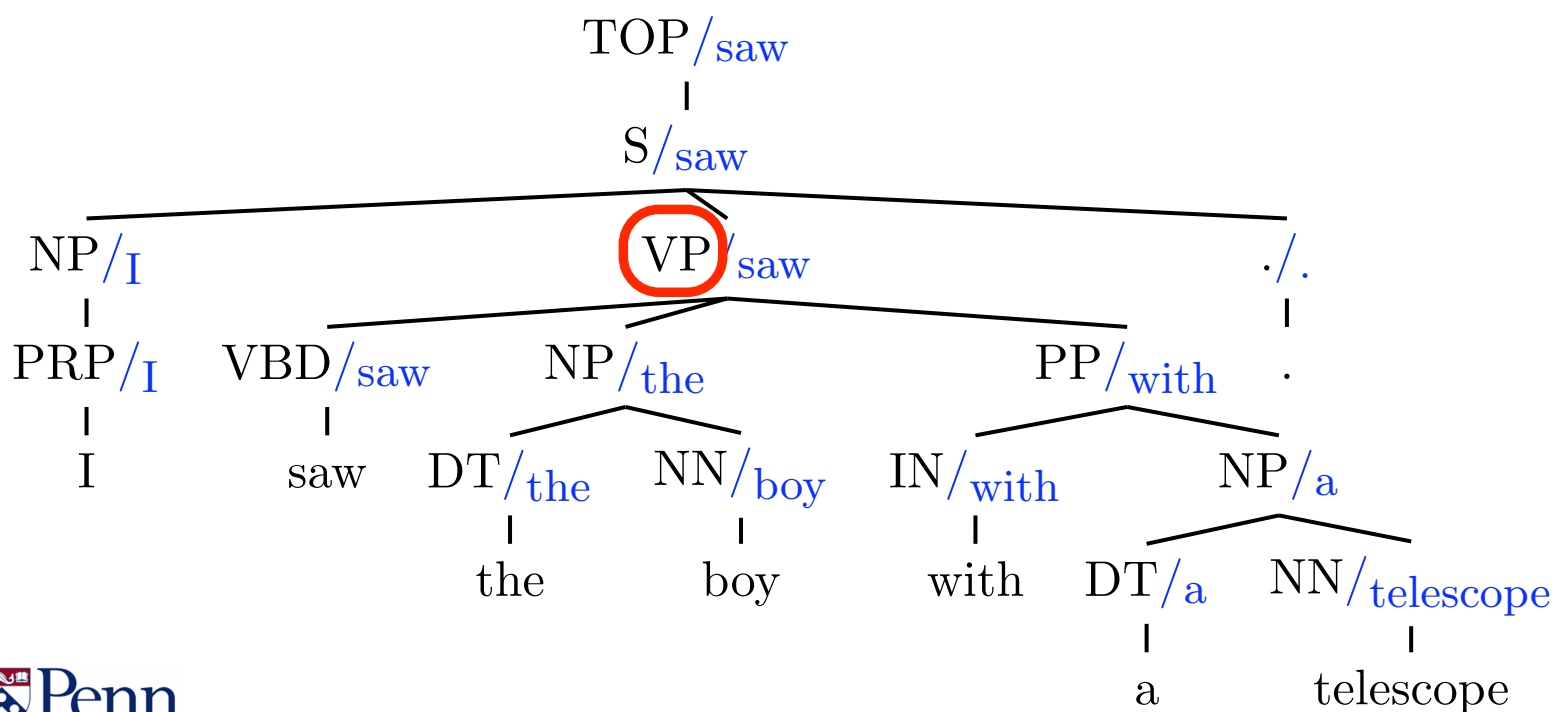 TOP/saw
S/saw
NP/I VP/saw ./.
PRP/I VBD/saw NP/the PP/with .
I saw DT/the NN/boy IN/with NP/a
the boy with DT/a NN/telescope
a telescope
Penn